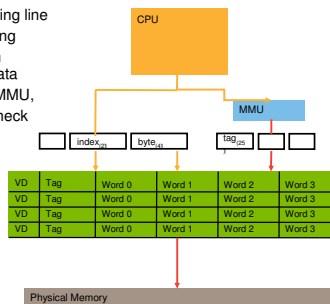 ing line
ing
ata
MMU,
heck
CPU
MMU
index(21
byte(43
tag(25
)
VD Tag Word 0 Word 1 Word 2 Word 3
VD Tag Word 0 Word 1 Word 2 Word 3
VD Tag Word 0 Word 1 Word 2 Word 3
VD Tag Word 0 Word 1 Word 2 Word 3
Physical Memory